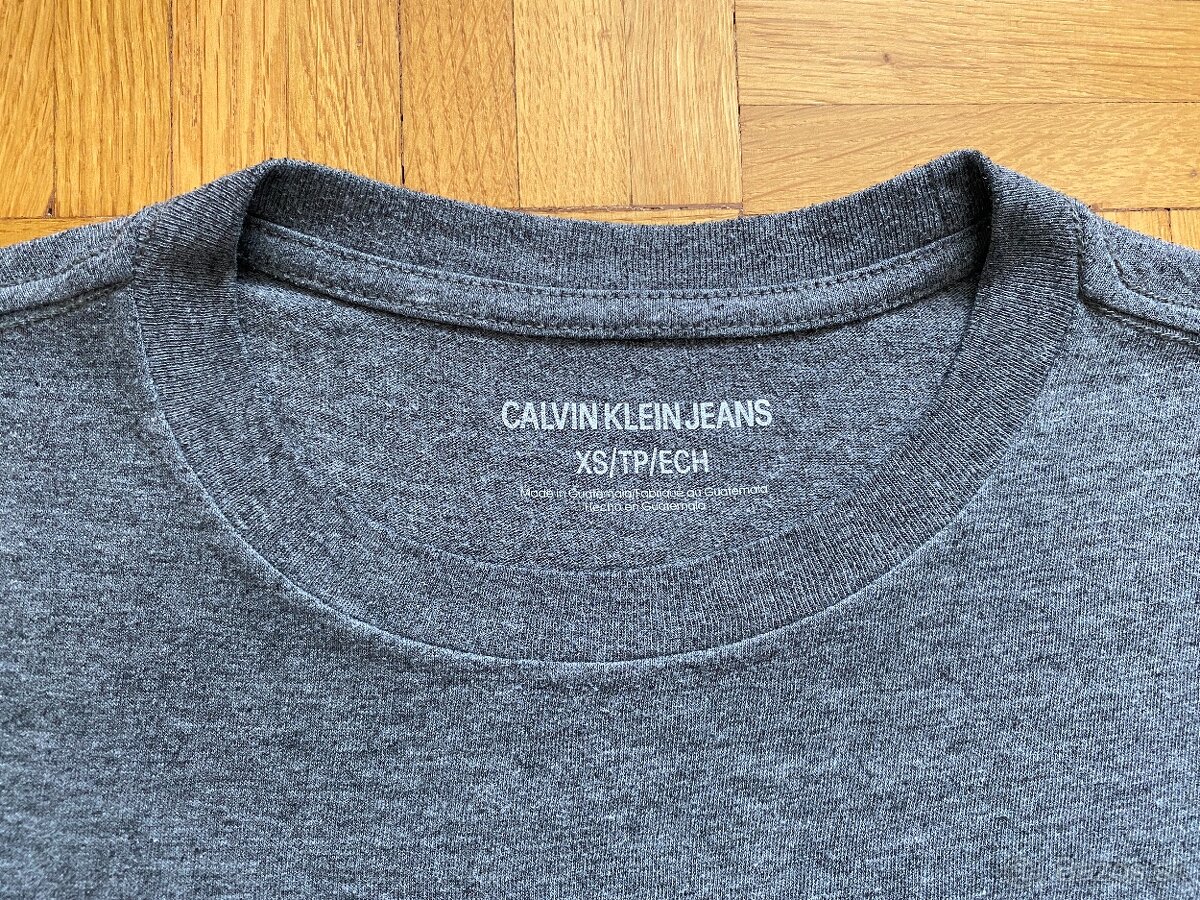 CALVIN KLEIN JEANS
XS/TP/ECH
Made in Guatemala/Fabriqué au Guatemala
Hecho en Guatemala